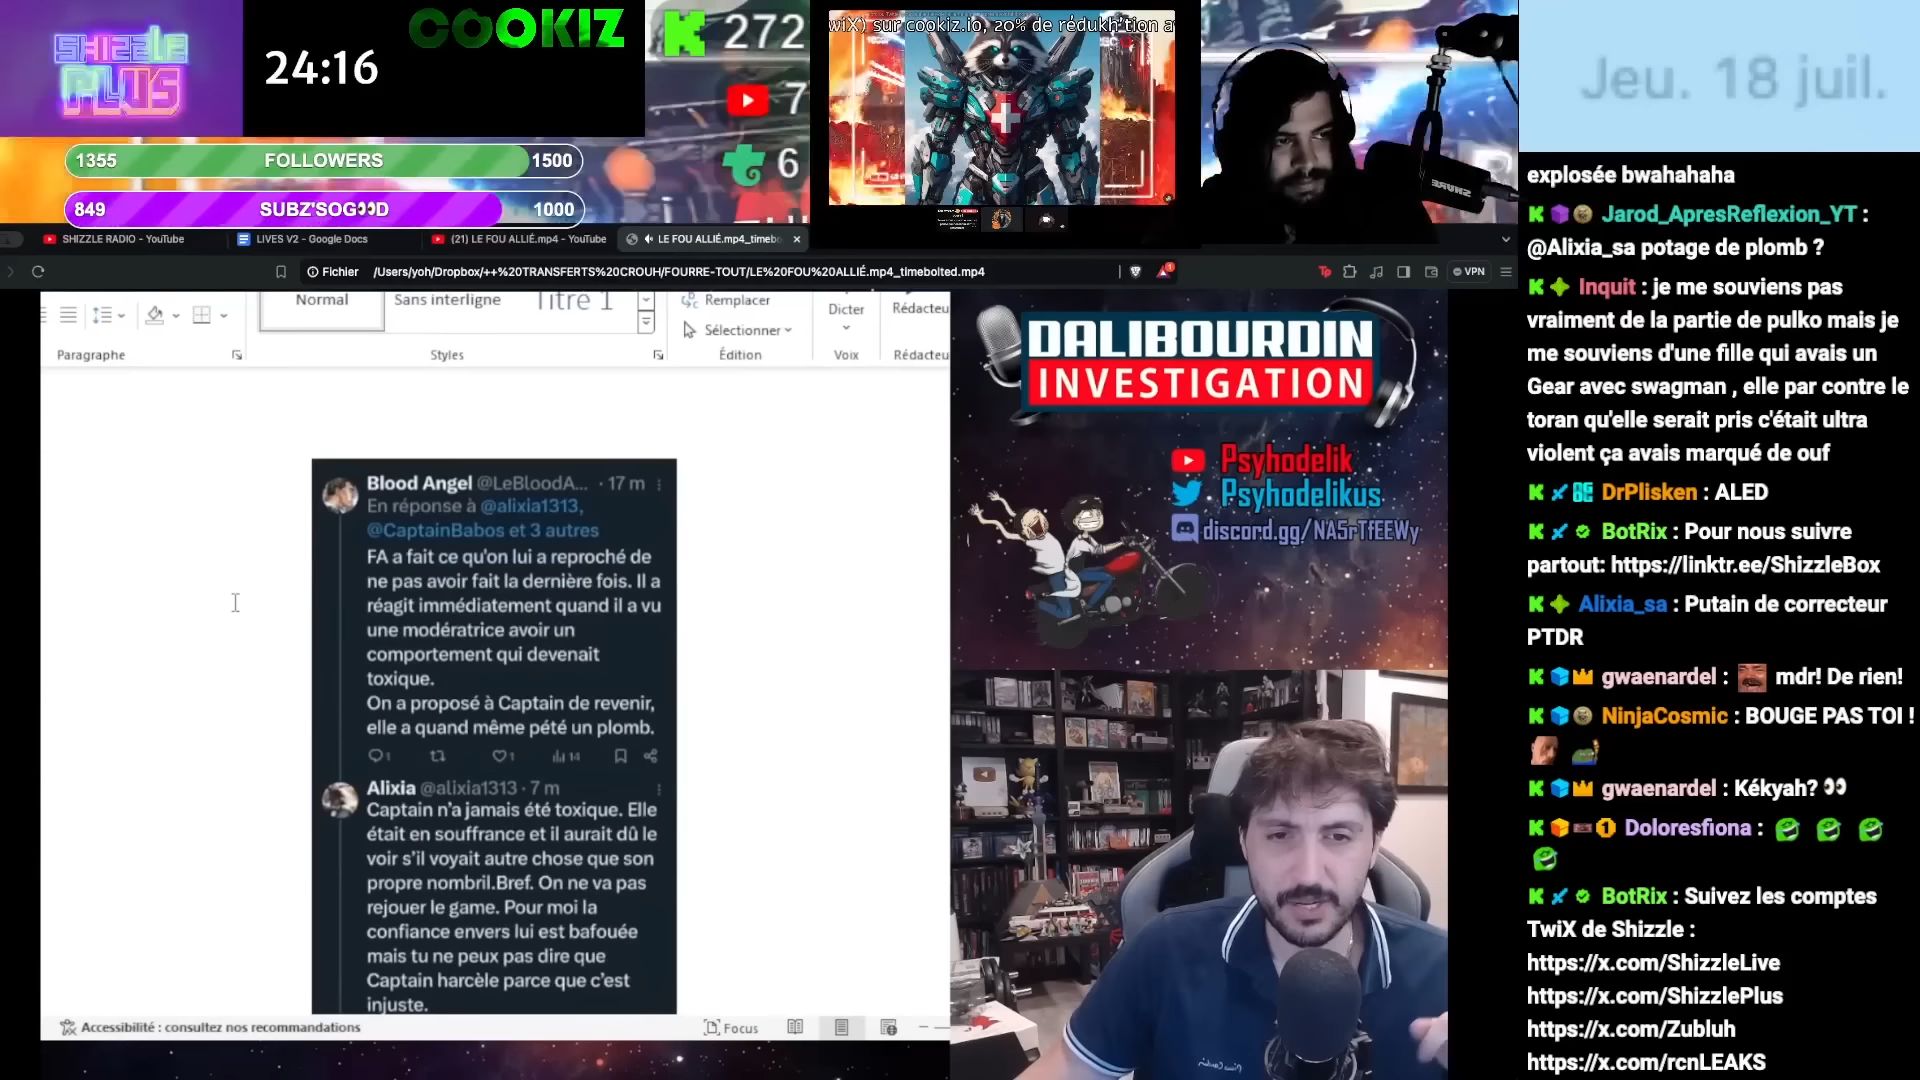 SHIZZLE
PLUS
24:16
COOKIZ
272
7
6
1355 FOLLOWERS 1500
849 SUBZ'SOG👀D 1000
wiX) sur cookiz.io, 20% de rédukh'tion a
SHURE
Jeu. 18 juil.
SHIZZLE RADIO - YouTube
LIVES V2 - Google Docs
(21) LE FOU ALLIÉ.mp4 - YouTube
LE FOU ALLIÉ.mp4_timebo
Fichier
/Users/yoh/Dropbox/++%20TRANSFERTS%20CROUH/FOURRE-TOUT/LE%20FOU%20ALLIÉ.mp4_timebolted.mp4
VPN
Normal
Sans interligne
Titre 1
Remplacer
Sélectionner
Dicter
Rédacteu
Paragraphe
Styles
Édition
Voix
Rédacteu
Blood Angel @LeBloodA... · 17 m
En réponse à @alixia1313,
@CaptainBabos et 3 autres
FA a fait ce qu'on lui a reproché de
ne pas avoir fait la dernière fois. Il a
réagit immédiatement quand il a vu
une modératrice avoir un
comportement qui devenait
toxique.
On a proposé à Captain de revenir,
elle a quand même pété un plomb.
1
1
14
Alixia @alixia1313 · 7 m
Captain n'a jamais été toxique. Elle
était en souffrance et il aurait dû le
voir s'il voyait autre chose que son
propre nombril.Bref. On ne va pas
rejouer le game. Pour moi la
confiance envers lui est bafouée
mais tu ne peux pas dire que
Captain harcèle parce que c'est
injuste.
Accessibilité : consultez nos recommandations
Focus
DALIBOURDIN
INVESTIGATION
Psyhodelik
Psyhodelikus
discord.gg/NA5rTfEEWy
explosée bwahahaha
Jarod_ApresReflexion_YT :
@Alixia_sa potage de plomb ?
Inquit : je me souviens pas
vraiment de la partie de pulko mais je
me souviens d'une fille qui avais un
Gear avec swagman , elle par contre le
toran qu'elle serait pris c'était ultra
violent ça avais marqué de ouf
DrPlisken : ALED
BotRix : Pour nous suivre
partout: https://linktr.ee/ShizzleBox
Alixia_sa : Putain de correcteur
PTDR
gwaenardel : mdr! De rien!
NinjaCosmic : BOUGE PAS TOI !
gwaenardel : Kékyah? 👀
Doloresfiona :
BotRix : Suivez les comptes
TwiX de Shizzle :
https://x.com/ShizzleLive
https://x.com/ShizzlePlus
https://x.com/Zubluh
https://x.com/rcnLEAKS